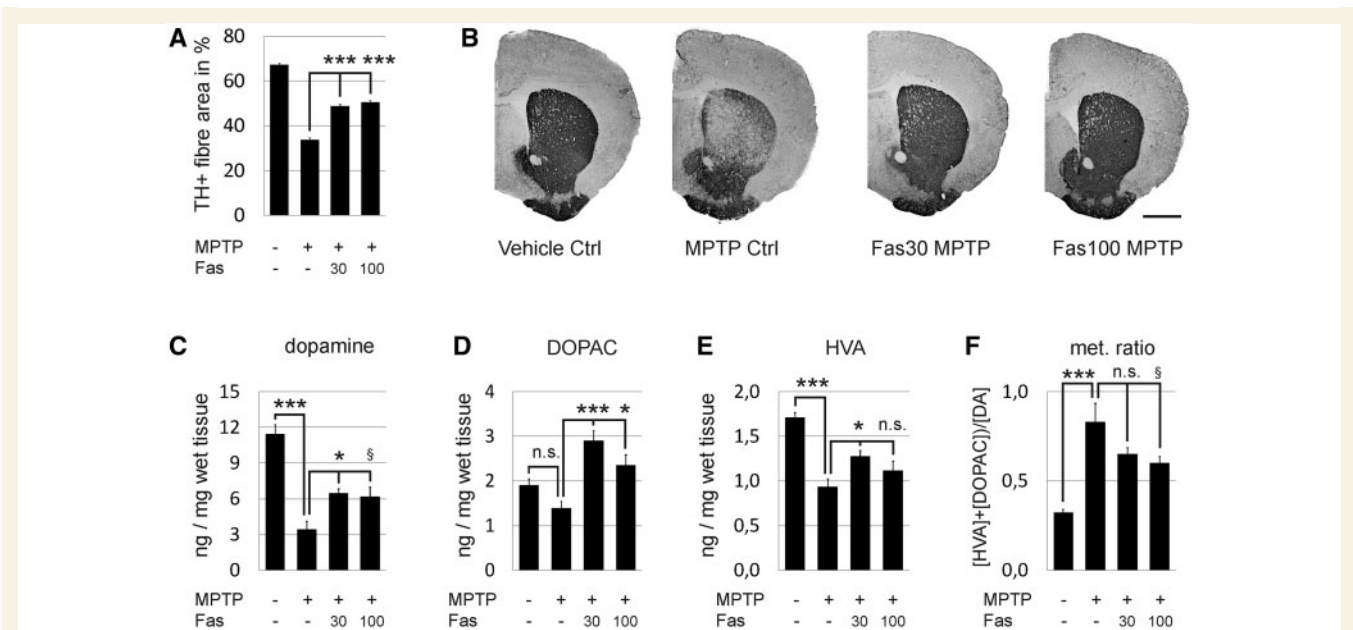 A
TH+ fibre area in %
80
60
40
20
0
*** ***
MPTP - + + +
Fas - - 30 100
B
Vehicle Ctrl MPTP Ctrl Fas30 MPTP Fas100 MPTP
C dopamine
ng / mg wet tissue
15
12
9
6
3
0
***
* §
MPTP - + + +
Fas - - 30 100
D DOPAC
ng / mg wet tissue
4
3
2
1
0
n.s.
*** *
MPTP - + + +
Fas - - 30 100
E HVA
ng / mg wet tissue
2,0
1,5
1,0
0,5
0,0
***
* n.s.
MPTP - + + +
Fas - - 30 100
F met. ratio
[HVA]+[DOPAC])/[DA]
1,0
0,5
0,0
*** n.s. §
MPTP - + + +
Fas - - 30 100